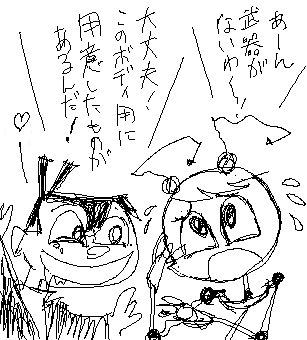 あーん
武器が
ないわ〜!
大丈夫!
このボディ用に
用意したものが
あるんだ!